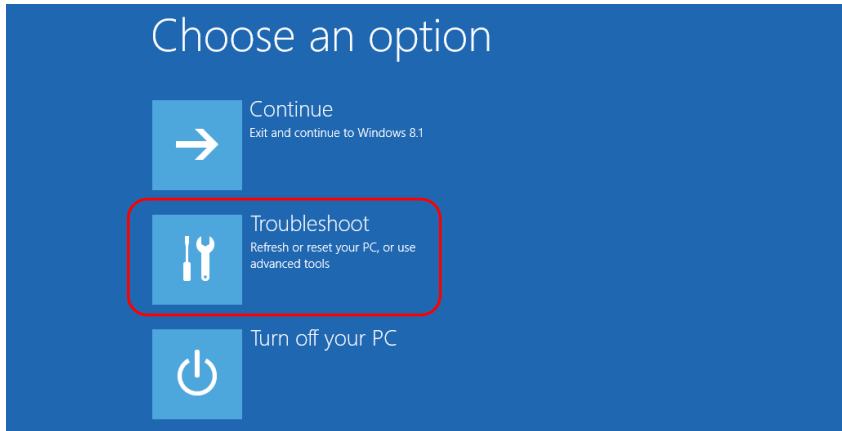 Choose an option
Continue
Exit and continue to Windows 8.1
Troubleshoot
Refresh or reset your PC, or use
advanced tools
Turn off your PC